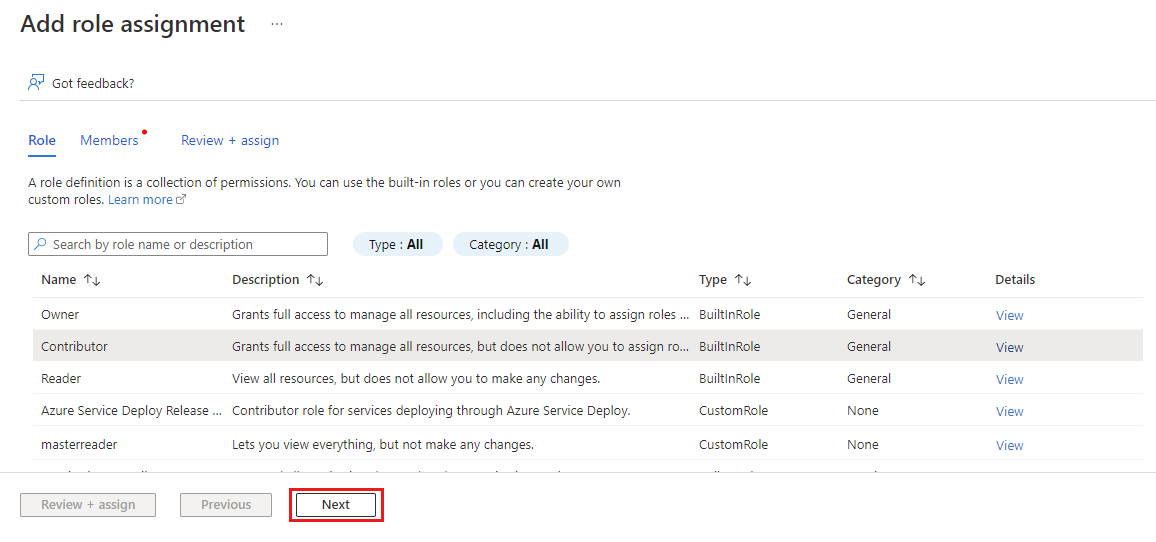 Add role assignment ...
Got feedback?
Role Members Review + assign
A role definition is a collection of permissions. You can use the built-in roles or you can create your own
custom roles. Learn more
Search by role name or description Type : All Category : All
Name ↑↓ Description ↑↓ Type ↑↓ Category ↑↓ Details
Owner Grants full access to manage all resources, including the ability to assign roles ... BuiltInRole General View
Contributor Grants full access to manage all resources, but does not allow you to assign ro... BuiltInRole General View
Reader View all resources, but does not allow you to make any changes. BuiltInRole General View
Azure Service Deploy Release ... Contributor role for services deploying through Azure Service Deploy. CustomRole None View
masterreader Lets you view everything, but not make any changes. CustomRole None View
Review + assign Previous Next